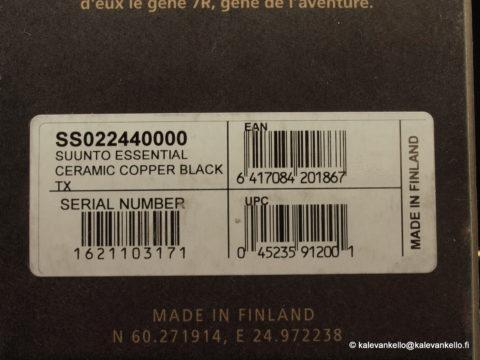 d'eux le gène 7R, gène de l'aventure.
SS022440000
SUUNTO ESSENTIAL
CERAMIC COPPER BLACK
TX
SERIAL NUMBER
1621103171
EAN
6 417084 201867
UPC
0 45235 91200 1
MADE IN FINLAND
MADE IN FINLAND
N 60.271914, E 24.972238
© kalevankello@kalevankello.fi